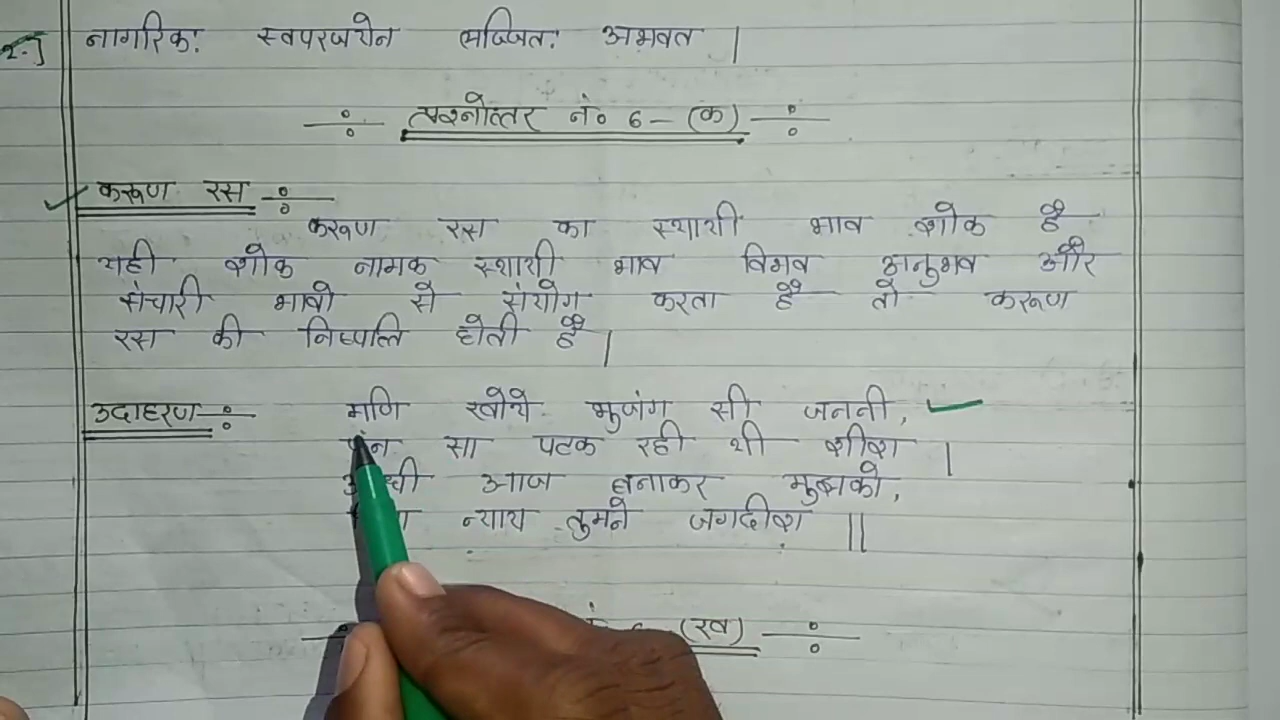 2.] नागरिकः स्वपरजयेन लज्जितः अभवत |
प्रश्नोत्तर नं० 6 - (क)
करूण रस
करूण रस का स्थायी भाव शोक है
यही शोक नामक स्थायी भाव विभव अनुभव और
संचारी भावो से संयोग करता है तो करूण
रस की निष्पत्ति होती है |
उदाहरण मणि खोये भुजंग सी जननी,
सा पटक रही थी शीश |
आज बनाकर मुझको,
न्याय तुमने जगदीश ||
6 - (ख)